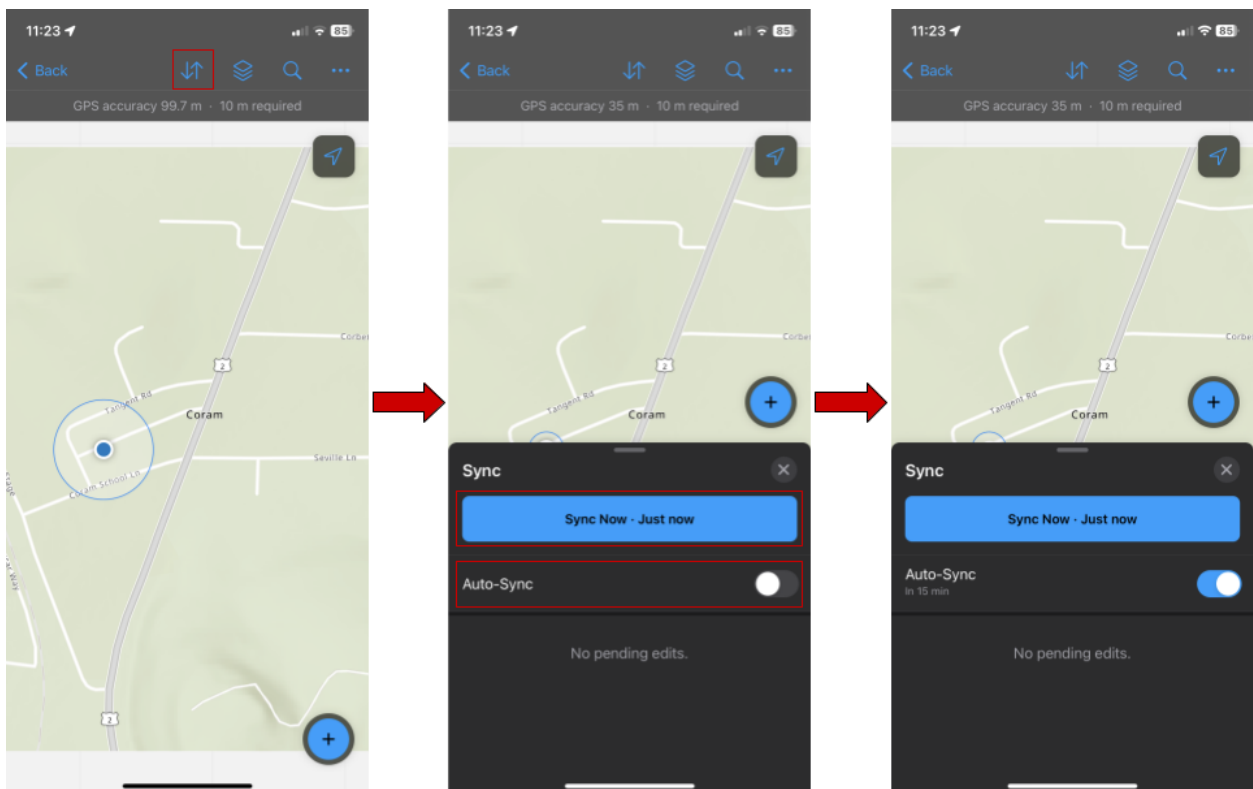 11:23
85
Back
GPS accuracy 99.7 m · 10 m required
Corbe
2
Tangent Rd
Coram
Seville Ln
Coram School Ln
Stage
2
+
11:23
85
Back
GPS accuracy 35 m · 10 m required
Corbe
2
Tangent Rd
Coram
+
Sync
Sync Now · Just now
Auto-Sync
No pending edits.
11:23
85
Back
GPS accuracy 35 m · 10 m required
Corbe
2
Tangent Rd
Coram
+
Sync
Sync Now · Just now
Auto-Sync
In 15 min
No pending edits.